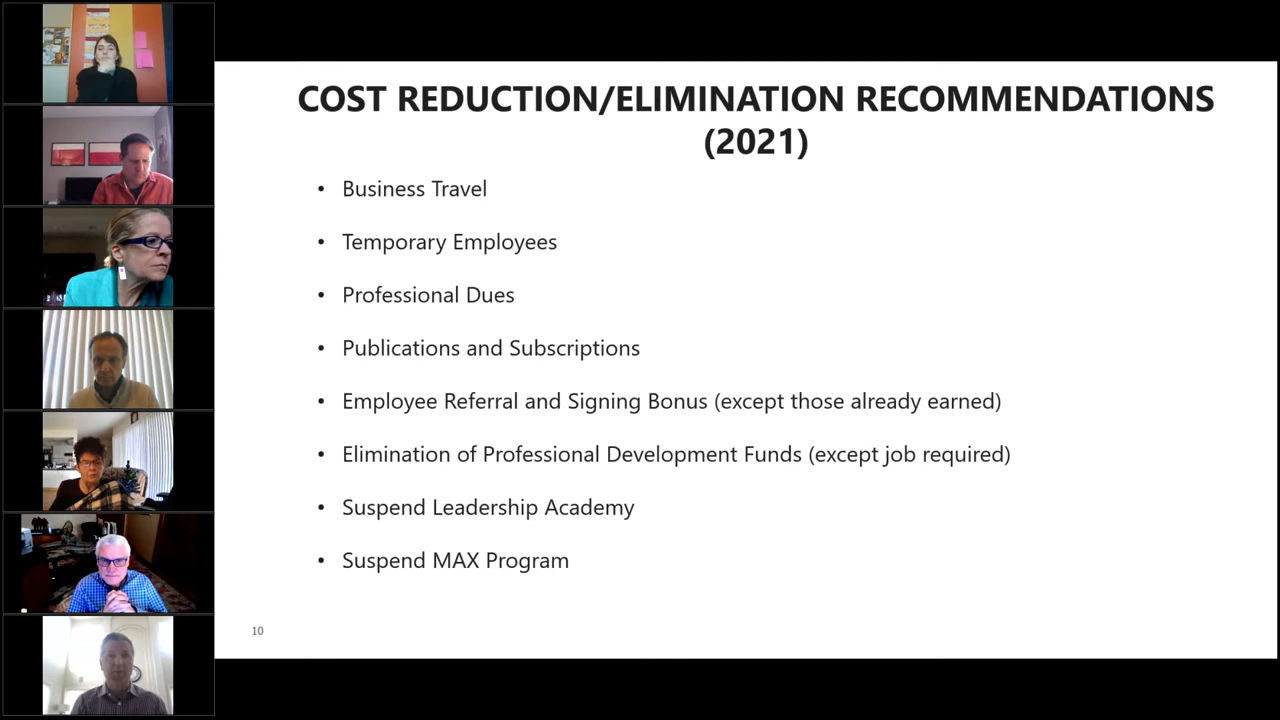 COST REDUCTION/ELIMINATION RECOMMENDATIONS
(2021)
• Business Travel
• Temporary Employees
• Professional Dues
• Publications and Subscriptions
• Employee Referral and Signing Bonus (except those already earned)
• Elimination of Professional Development Funds (except job required)
• Suspend Leadership Academy
• Suspend MAX Program
10